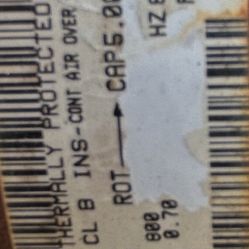 THERMALLY PROTECTED
CL B INS-CONT AIR OVER
ROT → CAP5.0
HZ
800
0.70